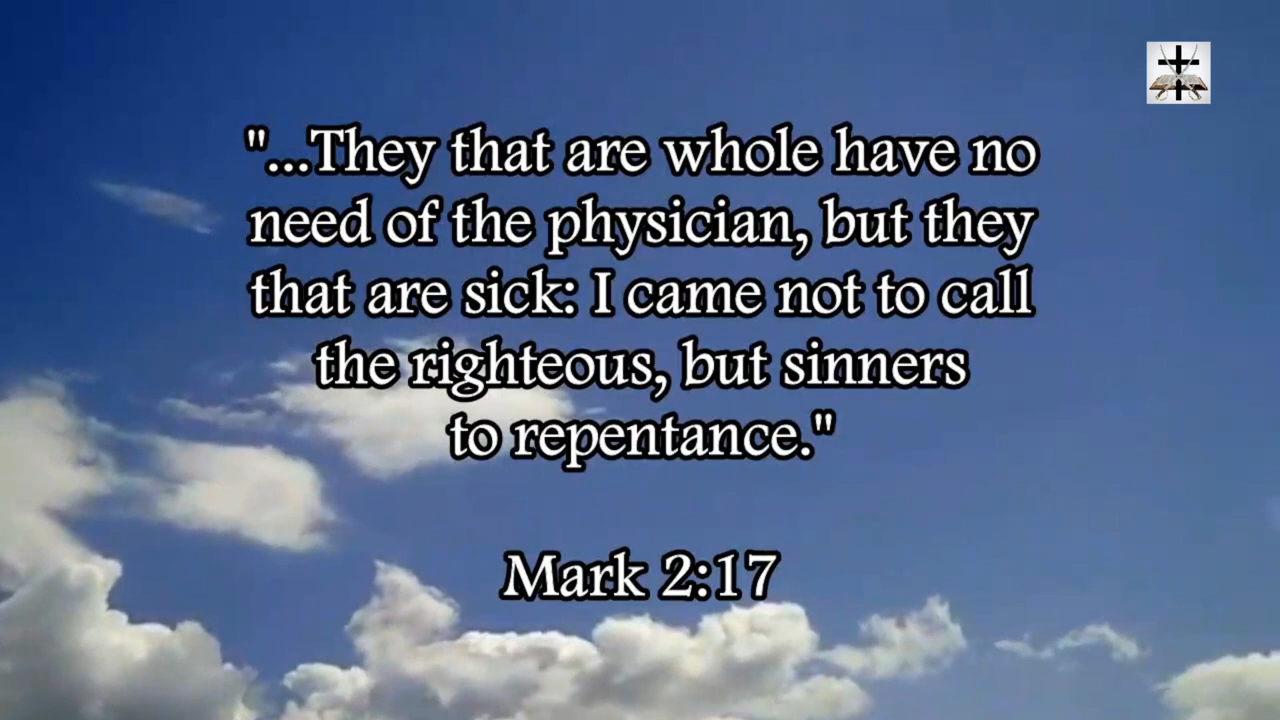 "...They that are whole have no
need of the physician, but they
that are sick: I came not to call
the righteous, but sinners
to repentance."
Mark 2:17